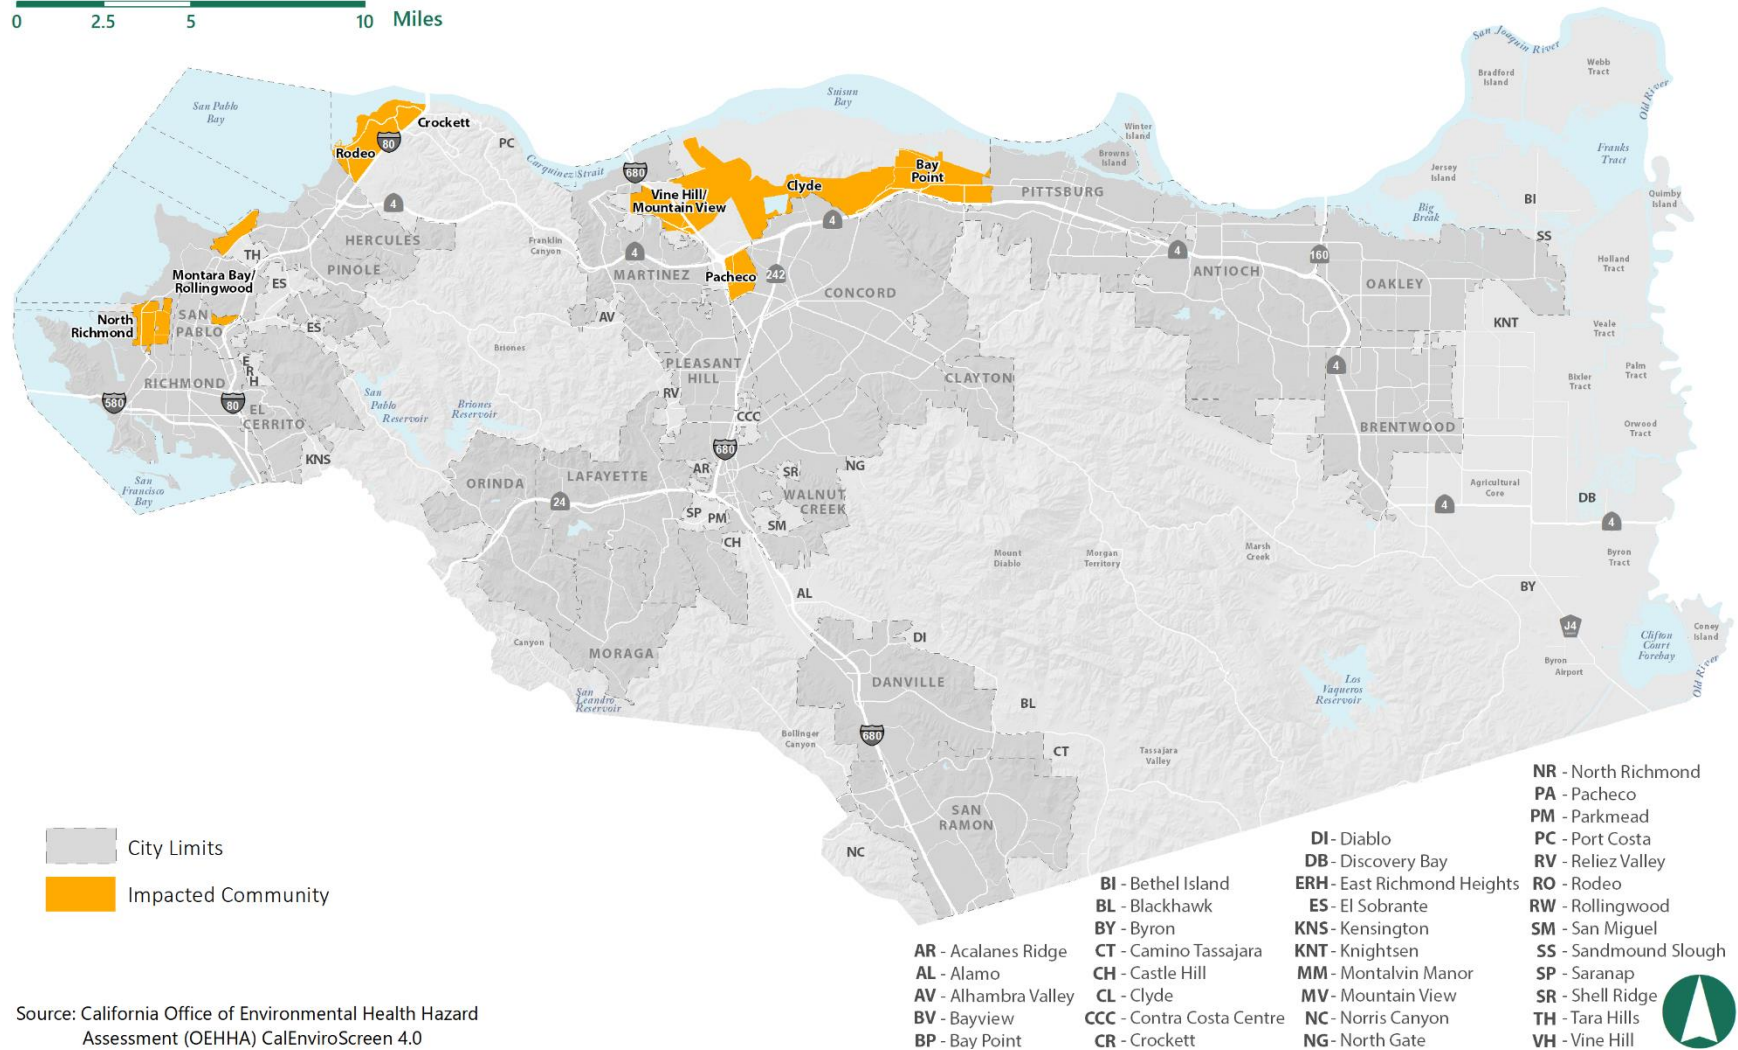 0 2.5 5 10 Miles
San Joaquin River
Webb
Tract
Bradford
Island
Old River
San Pablo
Bay
Suisun
Bay
Crockett
80
Rodeo
PC
Carquinez Strait
680
Winter
Island
Browns
Island
Franks
Tract
Jersey
Island
Quimby
Island
Bay
Point
Clyde
Vine Hill/
Mountain View
PITTSBURG
BI
Big
Break
SS
4
4
HERCULES
Franklin
Canyon
TH
PINOLE
Montara Bay/
Rollingwood
ES
4
MARTINEZ
Pacheco
242
CONCORD
4
ANTIOCH
160
OAKLEY
Holland
Tract
North
Richmond
SAN
PABLO
ES
AV
Briones
KNT
Veale
Tract
E
R
H
RICHMOND
580
80
EL
CERRITO
San
Pablo
Reservoir
Briones
Reservoir
PLEASANT
HILL
RV
CCC
CLAYTON
4
Bixler
Tract
Palm
Tract
BRENTWOOD
Orwood
Tract
KNS
San
Francisco
Bay
ORINDA
LAFAYETTE
24
680
AR
SR
NG
WALNUT
CREEK
SP
PM
SM
CH
Agricultural
Core
DB
4
4
Mount
Diablo
Morgan
Territory
Marsh
Creek
Byron
Tract
BY
AL
Canyon
MORAGA
San
Leandro
Reservoir
DI
DANVILLE
J4
Clifton
Court
Forebay
Coney
Island
Old River
Byron
Airport
Los
Vaqueros
Reservoir
BL
Bollinger
Canyon
680
CT
Tassajara
Valley
SAN
RAMON
NC
City Limits
Impacted Community
Source: California Office of Environmental Health Hazard
Assessment (OEHHA) CalEnviroScreen 4.0
AR - Acalanes Ridge
AL - Alamo
AV - Alhambra Valley
BV - Bayview
BP - Bay Point
BI - Bethel Island
BL - Blackhawk
BY - Byron
CT - Camino Tassajara
CH - Castle Hill
CL - Clyde
CCC - Contra Costa Centre
CR - Crockett
DI - Diablo
DB - Discovery Bay
ERH - East Richmond Heights
ES - El Sobrante
KNS - Kensington
KNT - Knightsen
MM - Montalvin Manor
MV - Mountain View
NC - Norris Canyon
NG - North Gate
NR - North Richmond
PA - Pacheco
PM - Parkmead
PC - Port Costa
RV - Reliez Valley
RO - Rodeo
RW - Rollingwood
SM - San Miguel
SS - Sandmound Slough
SP - Saranap
SR - Shell Ridge
TH - Tara Hills
VH - Vine Hill